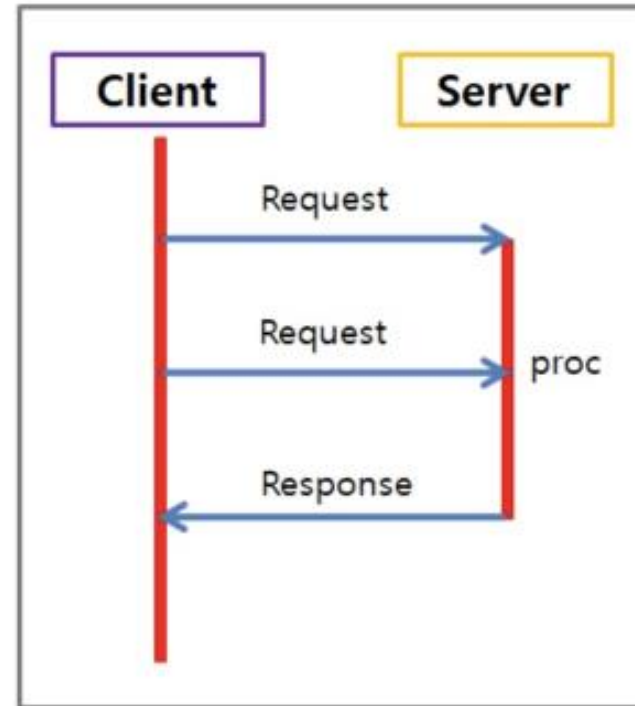 Client
Server
Request
Request
proc
Response